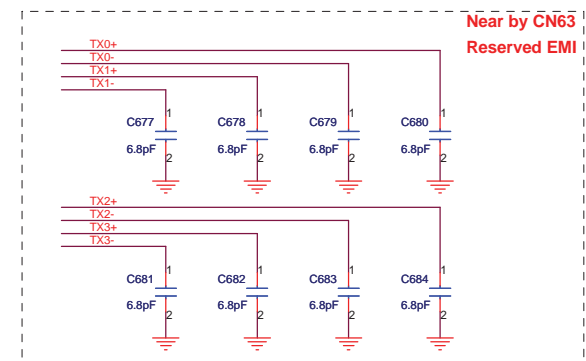 Near by CN63
Reserved EMI
TX0+
TX0-
TX1+
TX1-
C677 1 6.8pF 2
C678 1 6.8pF 2
C679 1 6.8pF 2
C680 1 6.8pF 2
TX2+
TX2-
TX3+
TX3-
C681 1 6.8pF 2
C682 1 6.8pF 2
C683 1 6.8pF 2
C684 1 6.8pF 2